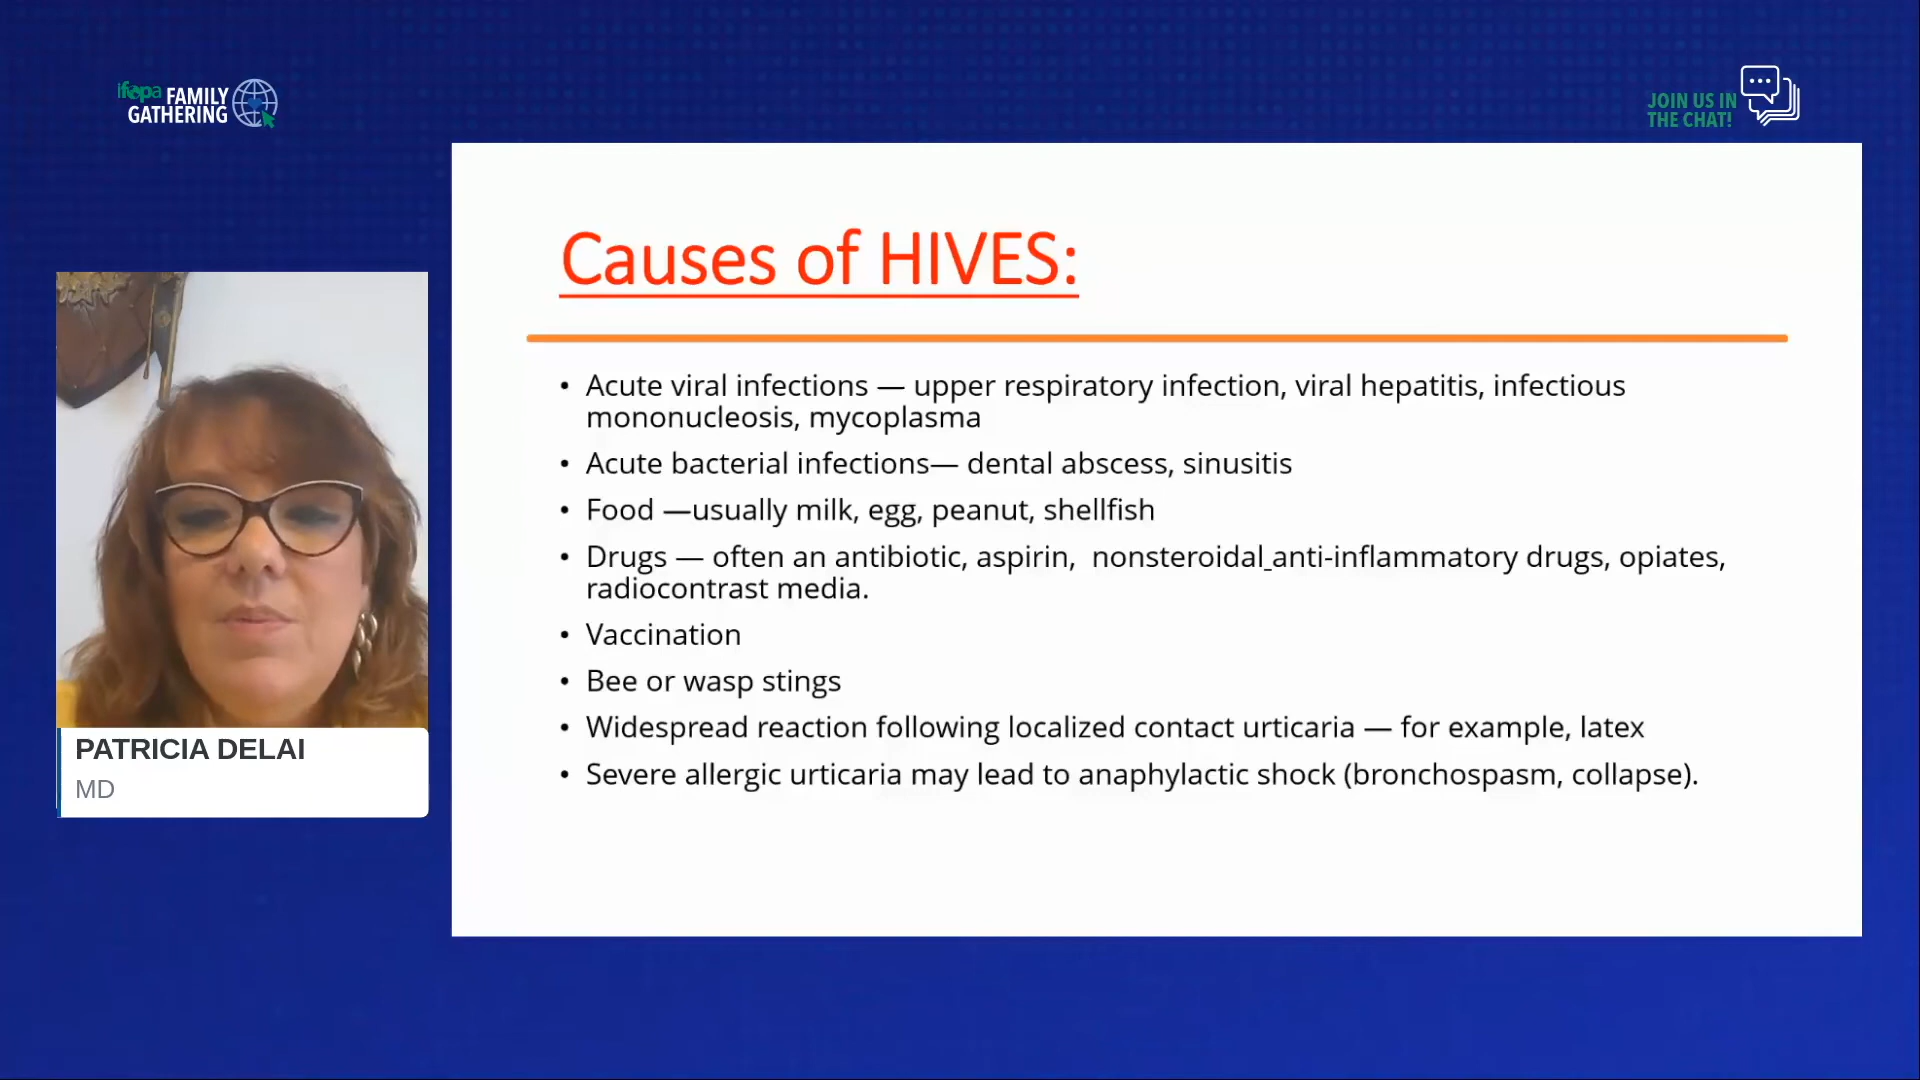 ifopa FAMILY
GATHERING
JOIN US IN
THE CHAT!
Causes of HIVES:
• Acute viral infections — upper respiratory infection, viral hepatitis, infectious
mononucleosis, mycoplasma
• Acute bacterial infections— dental abscess, sinusitis
• Food —usually milk, egg, peanut, shellfish
• Drugs — often an antibiotic, aspirin,  nonsteroidal_anti-inflammatory drugs, opiates,
radiocontrast media.
• Vaccination
• Bee or wasp stings
• Widespread reaction following localized contact urticaria — for example, latex
• Severe allergic urticaria may lead to anaphylactic shock (bronchospasm, collapse).
PATRICIA DELAI
MD